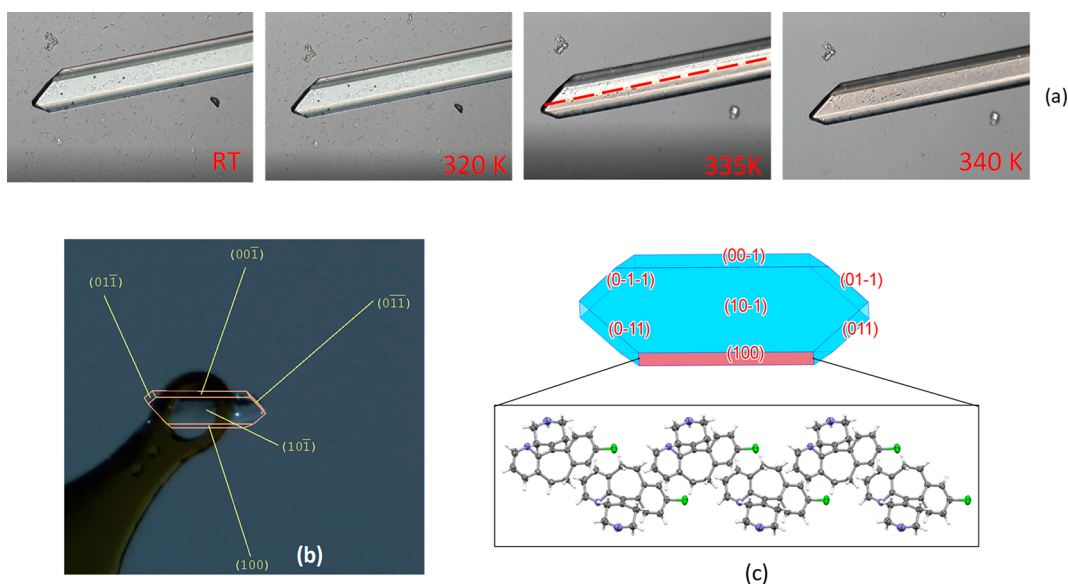 RT
320 K
335K
340 K
(a)
(001̅)
(011̅)
(01̅1̅)
(101̅)
(100)
(b)
(00-1)
(0-1-1)
(01-1)
(10-1)
(0-11)
(011)
(100)
(c)